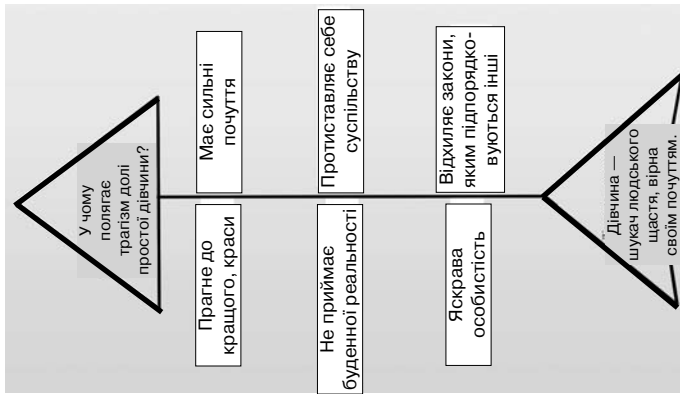 У чому
полягає
трагізм долі
простої дівчини?
Має сильні
почуття
Протиставляє себе
суспільству
Відхиляє закони,
яким підпорядко-
вуються інші
Прагне до
кращого, краси
Не приймає
буденної реальності
Яскрава
особистість
Дівчина —
шукач людського
щастя, вірна
своїм почуттям.